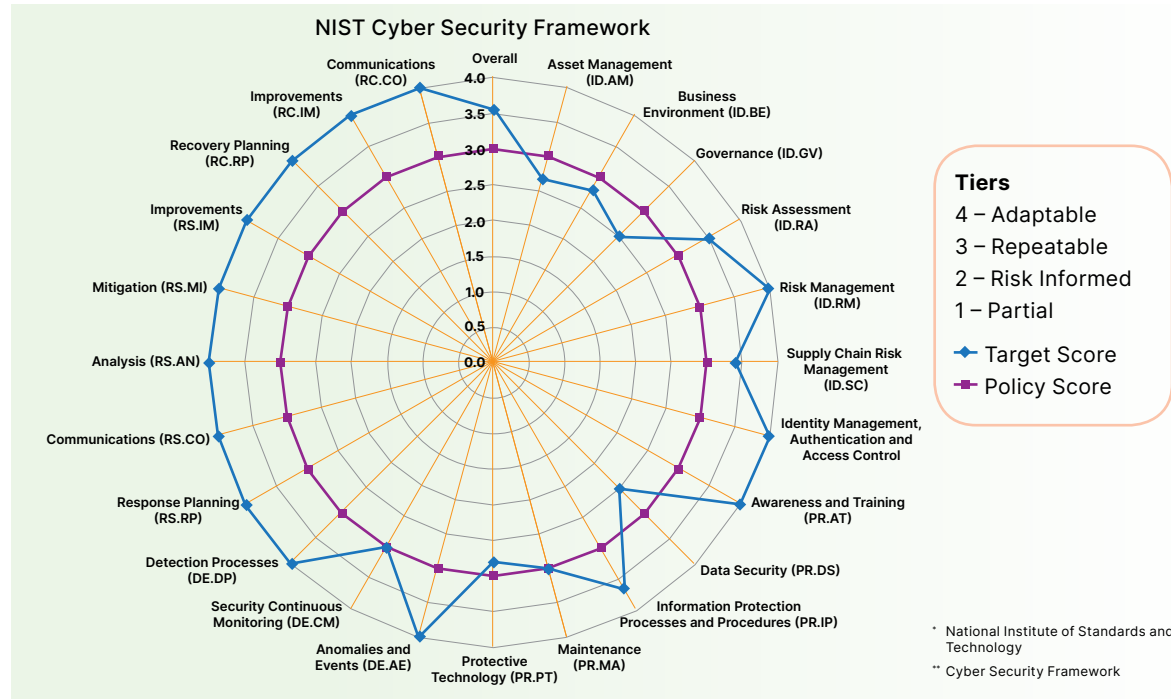 NIST Cyber Security Framework
Overall
4.0
3.5
3.0
2.5
2.0
1.5
1.0
0.5
0.0
Asset Management
(ID.AM)
Business
Environment (ID.BE)
Governance (ID.GV)
Risk Assessment
(ID.RA)
Risk Management
(ID.RM)
Supply Chain Risk
Management
(ID.SC)
Identity Management,
Authentication and
Access Control
Awareness and Training
(PR.AT)
Data Security (PR.DS)
Information Protection
Processes and Procedures (PR.IP)
Maintenance
(PR.MA)
Protective
Technology (PR.PT)
Anomalies and
Events (DE.AE)
Security Continuous
Monitoring (DE.CM)
Detection Processes
(DE.DP)
Response Planning
(RS.RP)
Communications (RS.CO)
Analysis (RS.AN)
Mitigation (RS.MI)
Improvements
(RS.IM)
Recovery Planning
(RC.RP)
Improvements
(RC.IM)
Communications
(RC.CO)
Tiers
4 – Adaptable
3 – Repeatable
2 – Risk Informed
1 – Partial
Target Score
Policy Score
* National Institute of Standards and
Technology
** Cyber Security Framework